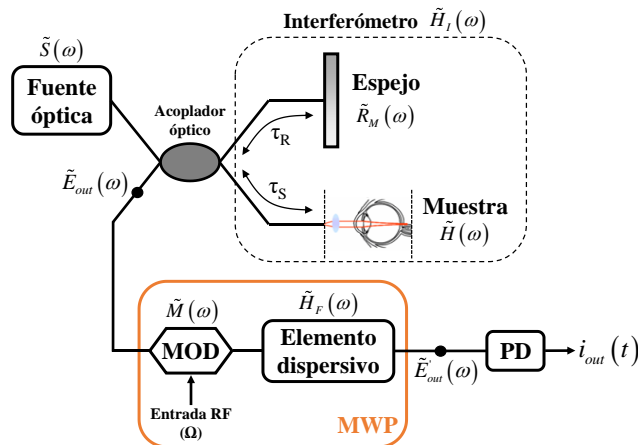 Interferómetro H̃_I(ω)
S̃(ω)
Fuente
óptica
Acoplador
óptico
Espejo
R̃_M(ω)
τ_R
τ_S
Ẽ_out(ω)
Muestra
H̃(ω)
M̃(ω)
H̃_F(ω)
MOD
Elemento
dispersivo
PD
i_out(t)
Ẽ'_out(ω)
Entrada RF
(Ω)
MWP